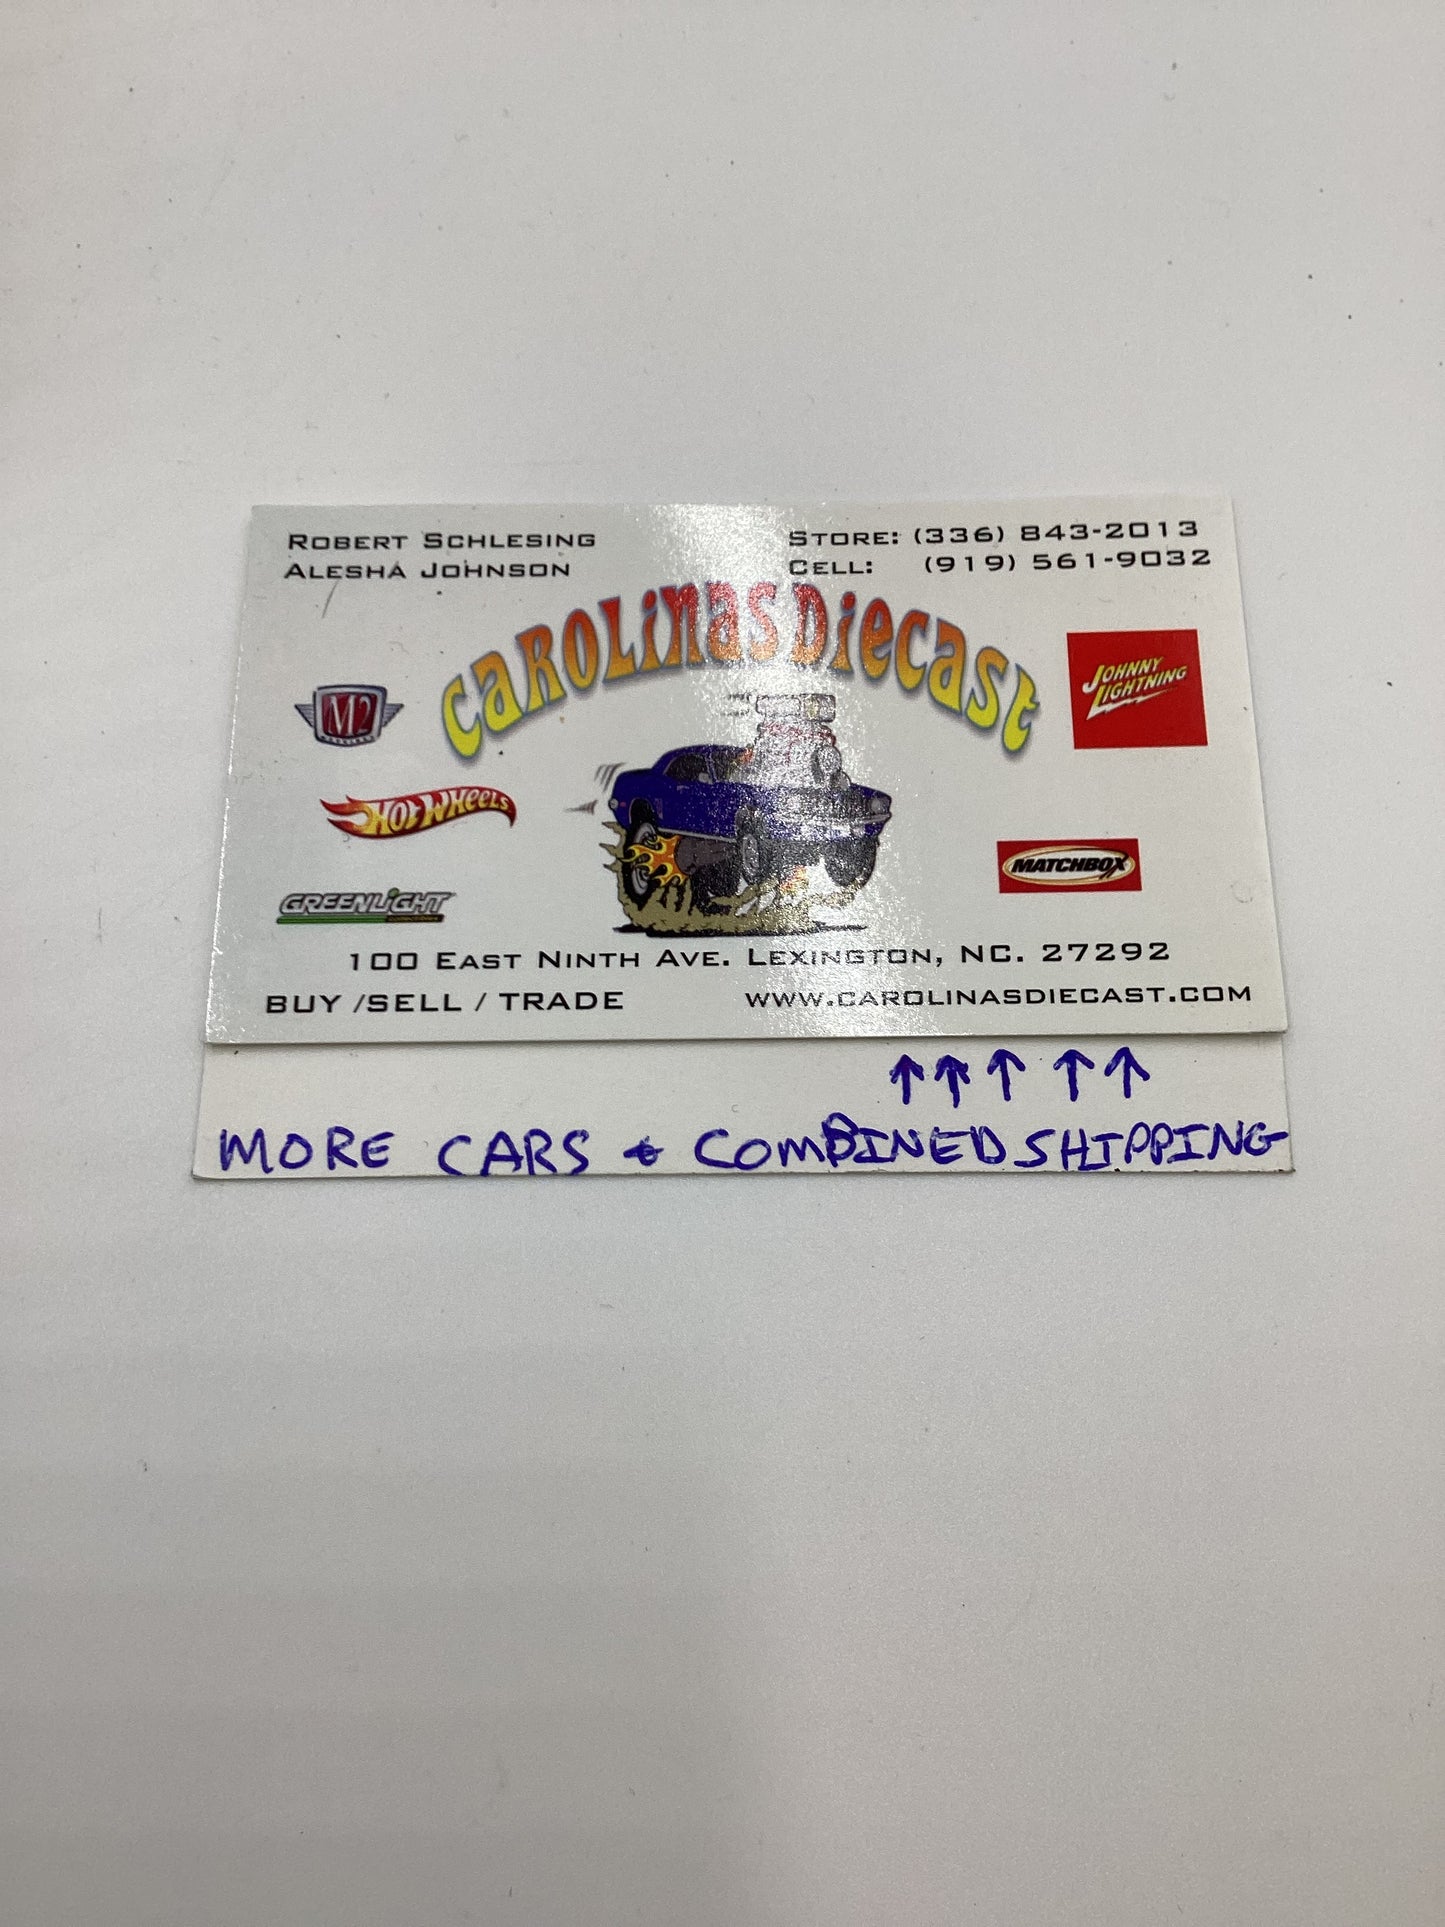 ROBERT SCHLESING
ALESHA JOHNSON
STORE: (336) 843-2013
CELL: (919) 561-9032
CAROLINAS DIECAST
M2
JOHNNY
LIGHTNING
HOT WHEELS
MATCHBOX
GREENLIGHT
100 EAST NINTH AVE. LEXINGTON, NC. 27292
BUY /SELL / TRADE
WWW.CAROLINASDIECAST.COM
↑ ↑ ↑ ↑ ↑
MORE CARS & COMBINED SHIPPING